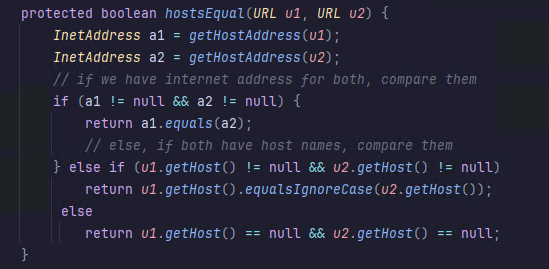 protected boolean hostsEqual(URL u1, URL u2) {
    InetAddress a1 = getHostAddress(u1);
    InetAddress a2 = getHostAddress(u2);
    // if we have internet address for both, compare them
    if (a1 != null && a2 != null) {
        return a1.equals(a2);
        // else, if both have host names, compare them
    } else if (u1.getHost() != null && u2.getHost() != null)
        return u1.getHost().equalsIgnoreCase(u2.getHost());
     else
        return u1.getHost() == null && u2.getHost() == null;
}